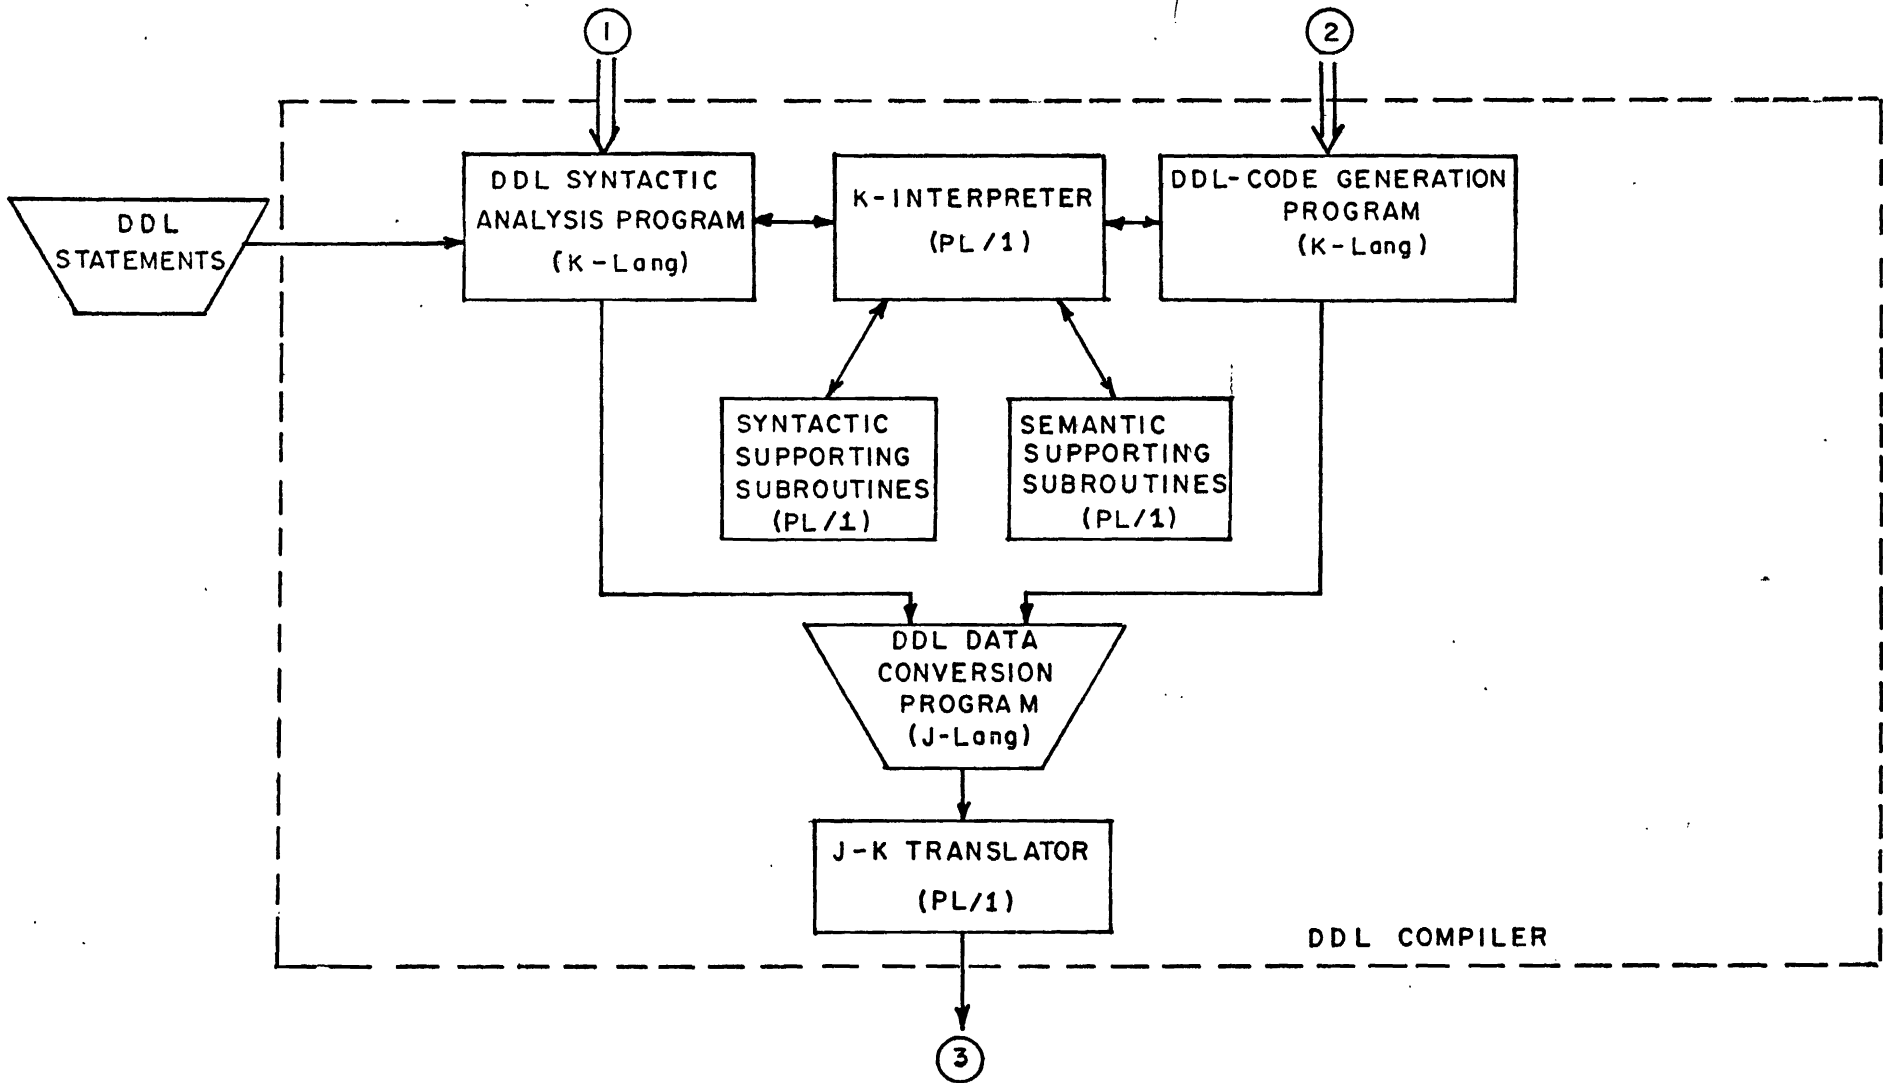 1
2
DDL
STATEMENTS
DDL SYNTACTIC
ANALYSIS PROGRAM
(K-Lang)
K-INTERPRETER
(PL/1)
DDL-CODE GENERATION
PROGRAM
(K-Lang)
SYNTACTIC
SUPPORTING
SUBROUTINES
(PL/1)
SEMANTIC
SUPPORTING
SUBROUTINES
(PL/1)
DDL DATA
CONVERSION
PROGRAM
(J-Lang)
J-K TRANSLATOR
(PL/1)
DDL COMPILER
3